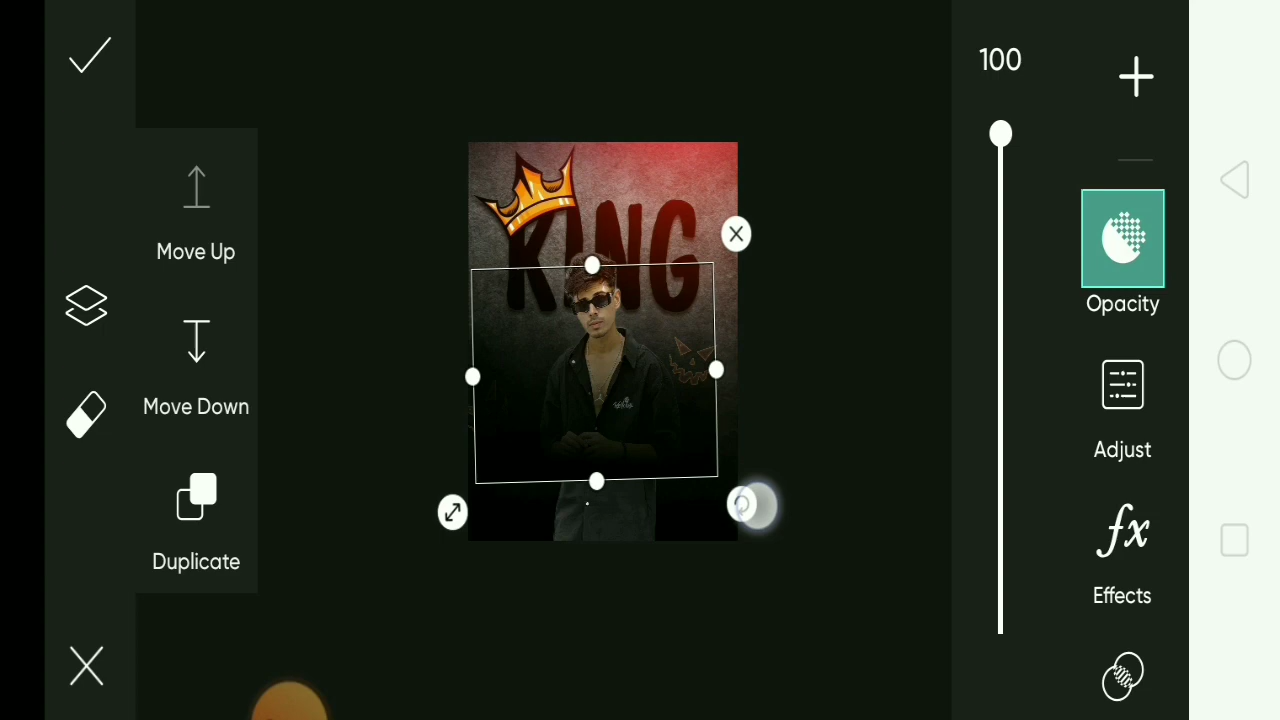 100
Move Up
KING
Opacity
Move Down
Adjust
Duplicate
Effects